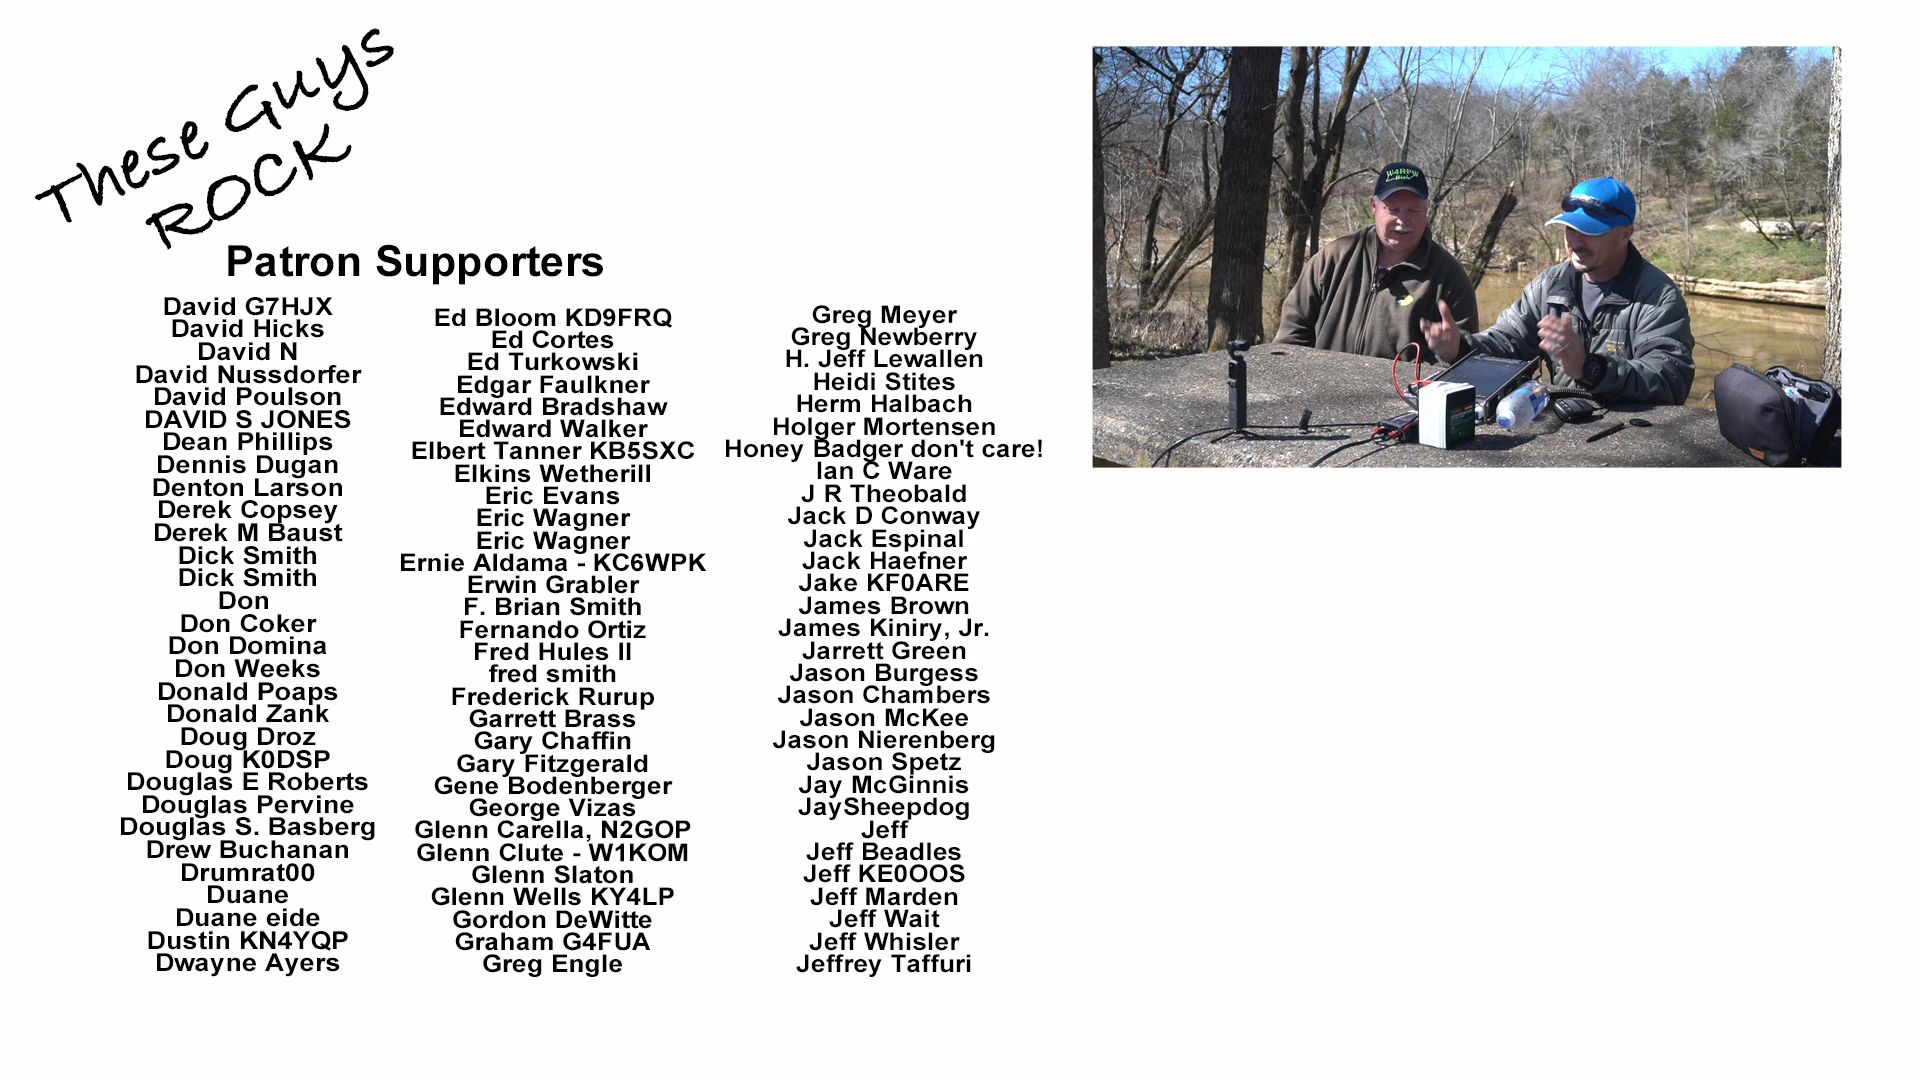 These Guys
ROCK
Patron Supporters
David G7HJX
David Hicks
David N
David Nussdorfer
David Poulson
DAVID S JONES
Dean Phillips
Dennis Dugan
Denton Larson
Derek Copsey
Derek M Baust
Dick Smith
Dick Smith
Don
Don Coker
Don Domina
Don Weeks
Donald Poaps
Donald Zank
Doug Droz
Doug K0DSP
Douglas E Roberts
Douglas Pervine
Douglas S. Basberg
Drew Buchanan
Drumrat00
Duane
Duane eide
Dustin KN4YQP
Dwayne Ayers
Ed Bloom KD9FRQ
Ed Cortes
Ed Turkowski
Edgar Faulkner
Edward Bradshaw
Edward Walker
Elbert Tanner KB5SXC
Elkins Wetherill
Eric Evans
Eric Wagner
Eric Wagner
Ernie Aldama - KC6WPK
Erwin Grabler
F. Brian Smith
Fernando Ortiz
Fred Hules II
fred smith
Frederick Rurup
Garrett Brass
Gary Chaffin
Gary Fitzgerald
Gene Bodenberger
George Vizas
Glenn Carella, N2GOP
Glenn Clute - W1KOM
Glenn Slaton
Glenn Wells KY4LP
Gordon DeWitte
Graham G4FUA
Greg Engle
Greg Meyer
Greg Newberry
H. Jeff Lewallen
Heidi Stites
Herm Halbach
Holger Mortensen
Honey Badger don't care!
Ian C Ware
J R Theobald
Jack D Conway
Jack Espinal
Jack Haefner
Jake KF0ARE
James Brown
James Kiniry, Jr.
Jarrett Green
Jason Burgess
Jason Chambers
Jason McKee
Jason Nierenberg
Jason Spetz
Jay McGinnis
JaySheepdog
Jeff
Jeff Beadles
Jeff KE0OOS
Jeff Marden
Jeff Wait
Jeff Whisler
Jeffrey Taffuri
W4RPW